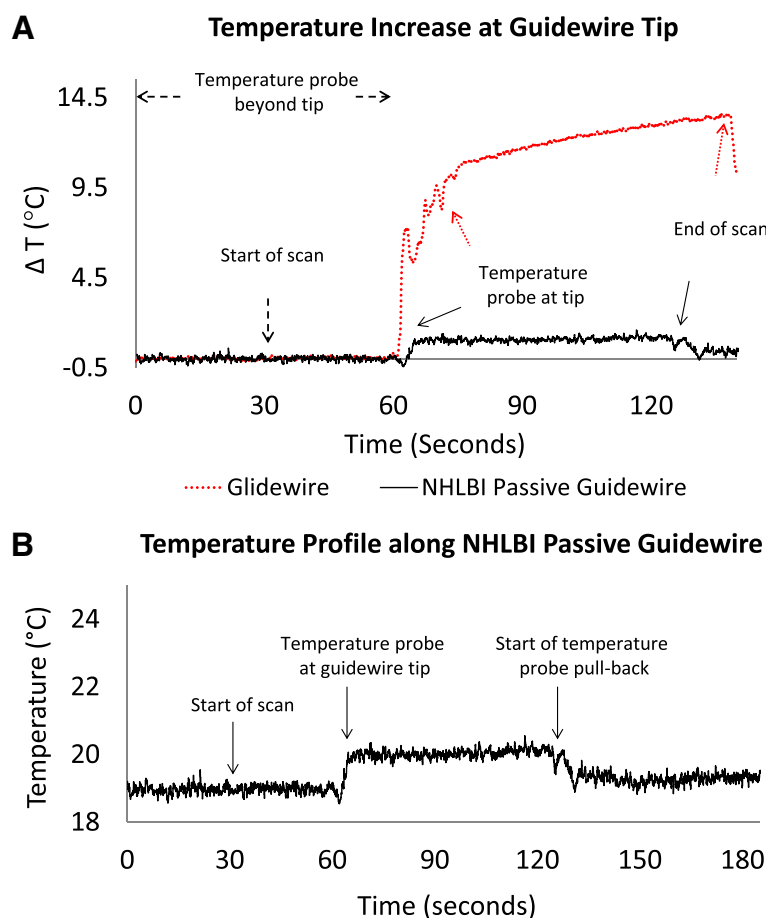 A
Temperature Increase at Guidewire Tip
14.5
9.5
4.5
-0.5
Δ T (°C)
Temperature probe
beyond tip
Start of scan
Temperature
probe at tip
End of scan
0 30 60 90 120
Time (Seconds)
Glidewire NHLBI Passive Guidewire
B
Temperature Profile along NHLBI Passive Guidewire
24
22
20
18
Temperature (°C)
Start of scan
Temperature probe
at guidewire tip
Start of temperature
probe pull-back
0 30 60 90 120 150 180
Time (seconds)